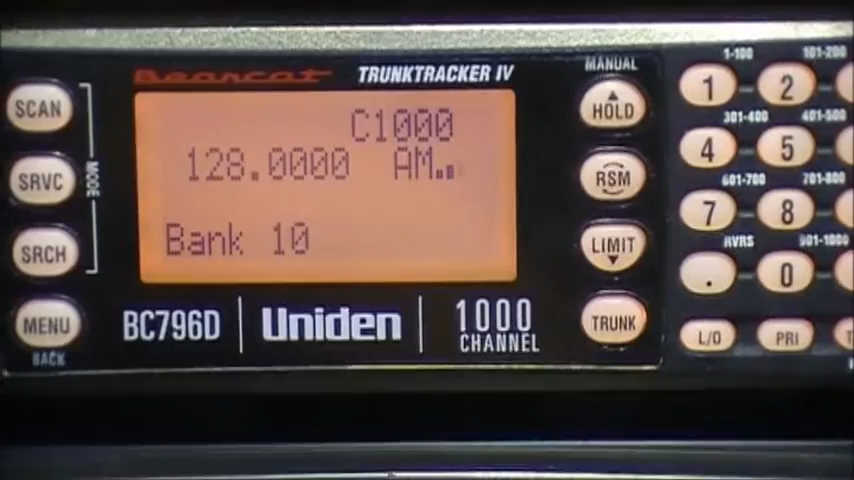 Bearcat TRUNKTRACKER IV
MANUAL
1-100 101-200
SCAN
C1000
HOLD
1 2
128.0000 AM
301-400 401-500
SRVC
MODE
RSM
4 5
601-700 701-800
Bank 10
7 8
SRCH
LIMIT
RVRS 901-1000
. 0
MENU
BACK
BC796D Uniden 1000
CHANNEL
TRUNK
L/O PRI